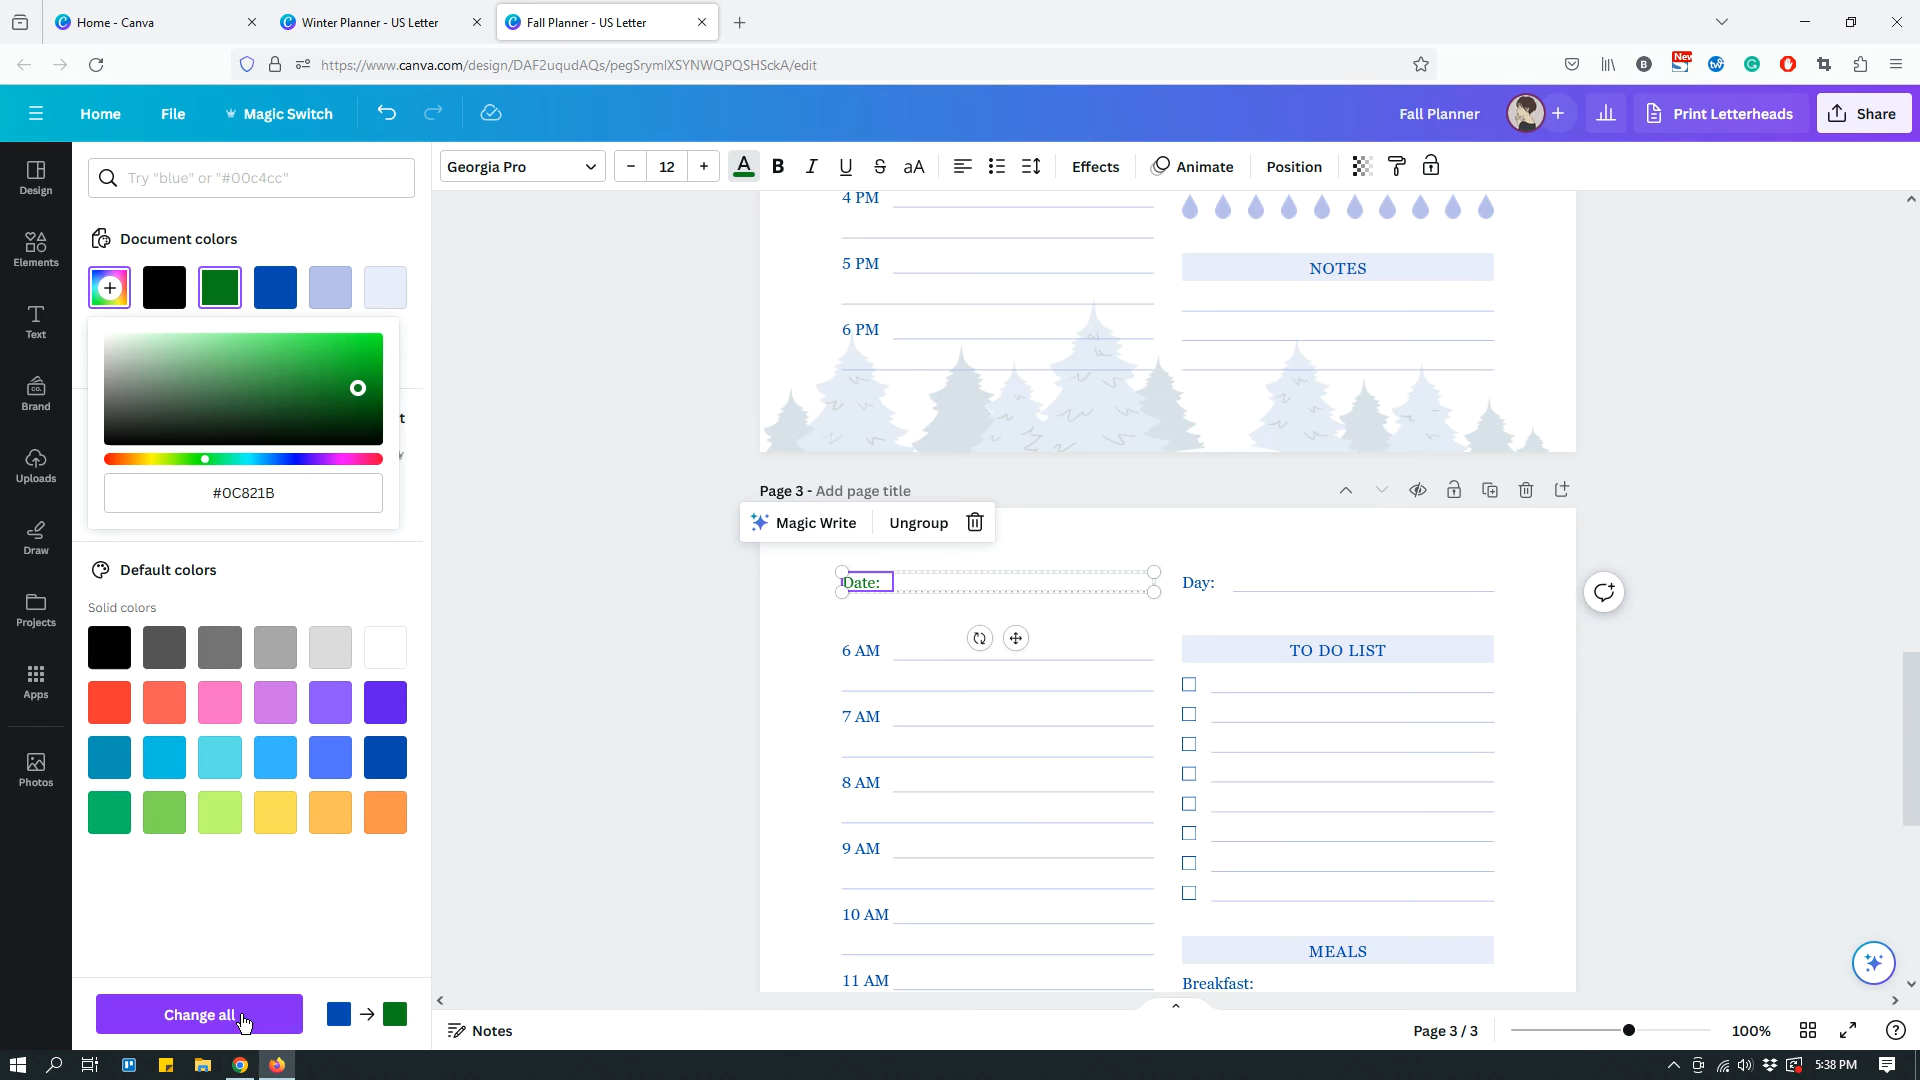 Home - Canva
Winter Planner - US Letter
Fall Planner - US Letter
https://www.canva.com/design/DAF2uqudAQs/pegSrymIXSYNWQPQSHSckA/edit
New
Home
File
Magic Switch
Fall Planner
Print Letterheads
Share
Design
Elements
Text
Brand
Uploads
Draw
Projects
Apps
Photos
Try "blue" or "#00c4cc"
Document colors
#0C821B
Default colors
Solid colors
Change all
Georgia Pro
- 12 +
A B I U S aA
Effects
Animate
Position
4 PM
5 PM
6 PM
NOTES
Page 3 - Add page title
Magic Write
Ungroup
Date:
Day:
6 AM
7 AM
8 AM
9 AM
10 AM
11 AM
TO DO LIST
MEALS
Breakfast:
Notes
Page 3 / 3
100%
5:38 PM